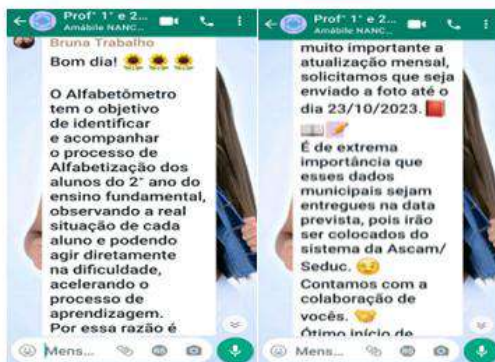 Prof° 1° e 2...
Amábile NANC...
Bruna Trabalho
Bom dia! 🌻 🌻 🌻
O Alfabetômetro
tem o objetivo
de identificar
e acompanhar
o processo de
Alfabetização dos
alunos do 2° ano do
ensino fundamental,
observando a real
situação de cada
aluno e podendo
agir diretamente
na dificuldade,
acelerando o
processo de
aprendizagem.
Por essa razão é
Mens...
Prof° 1° e 2...
Amábile NANC...
muito importante a
atualização mensal,
solicitamos que seja
enviado a foto até o
dia 23/10/2023. 📕
📖 📝
É de extrema
importância que
esses dados
municipais sejam
entregues na data
prevista, pois irão
ser colocados do
sistema da Ascam/
Seduc. 😉
Contamos com a
colaboração de
vocês. 🤝
Ótimo início de
Mens...